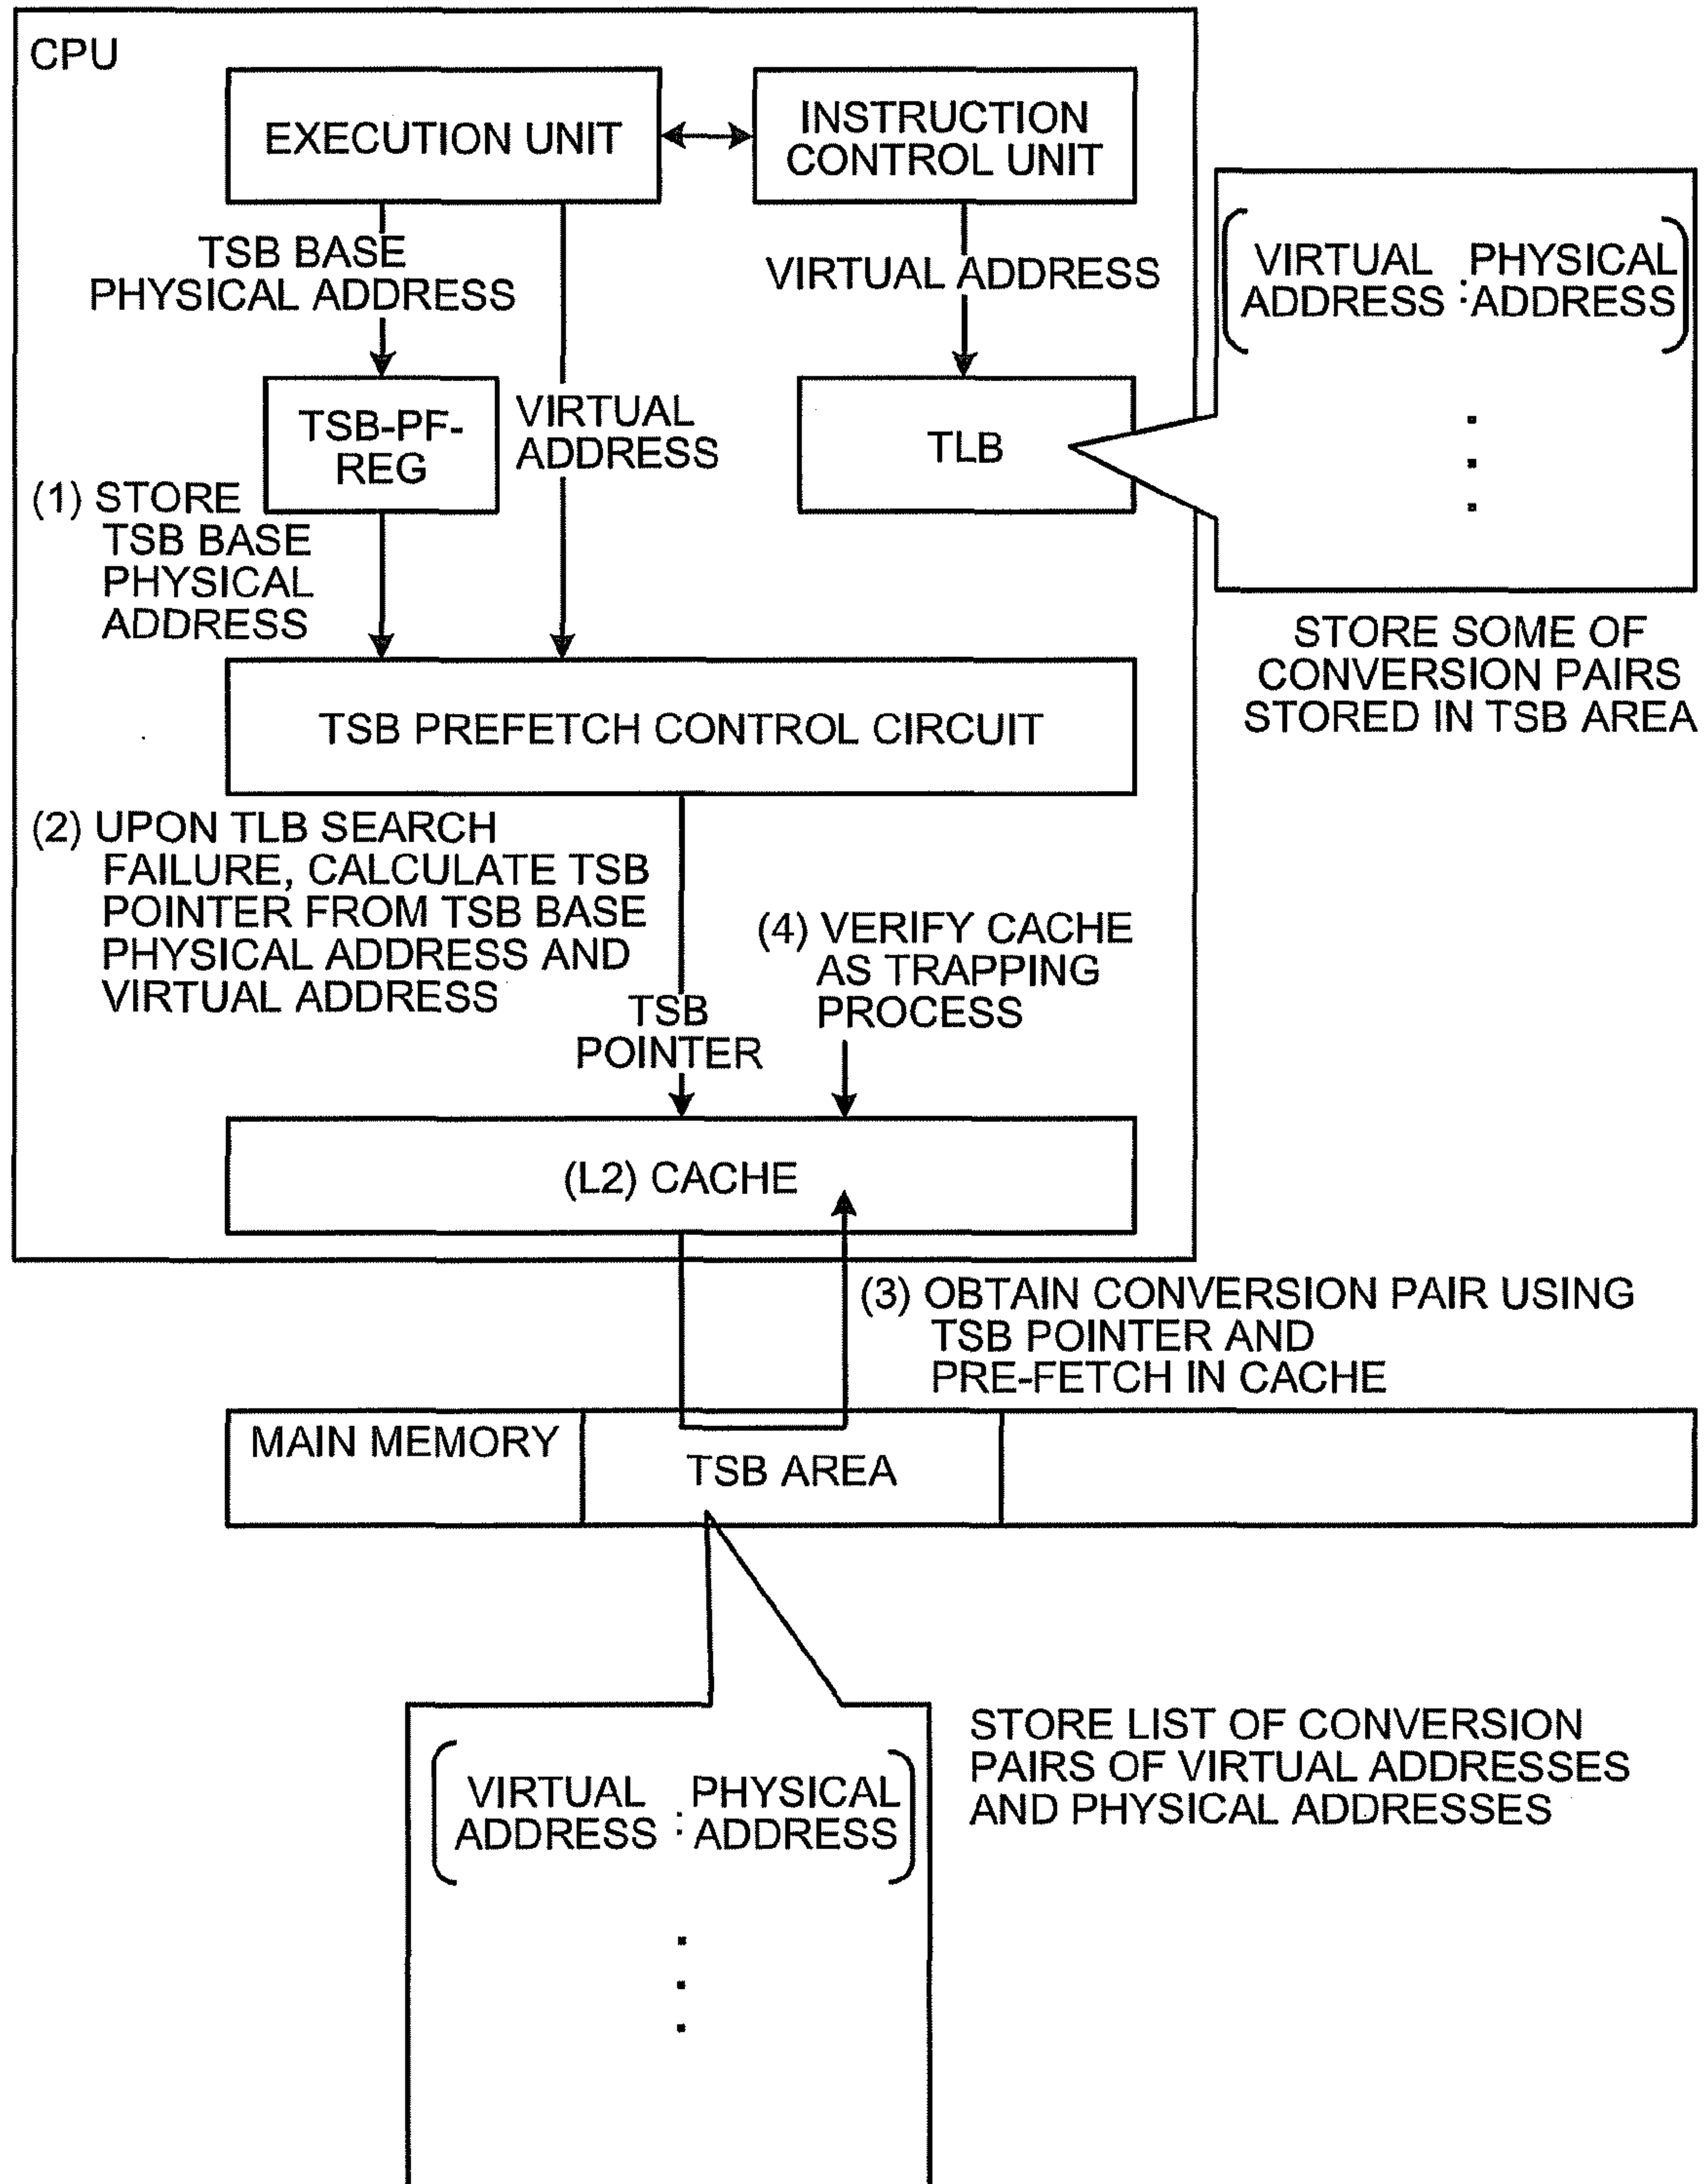 CPU
EXECUTION UNIT
INSTRUCTION
CONTROL UNIT
TSB BASE
PHYSICAL ADDRESS
VIRTUAL ADDRESS
VIRTUAL
ADDRESS
:
PHYSICAL
ADDRESS
TSB-PF-
REG
VIRTUAL
ADDRESS
TLB
(1) STORE
TSB BASE
PHYSICAL
ADDRESS
STORE SOME OF
CONVERSION PAIRS
STORED IN TSB AREA
TSB PREFETCH CONTROL CIRCUIT
(2) UPON TLB SEARCH
FAILURE, CALCULATE TSB
POINTER FROM TSB BASE
PHYSICAL ADDRESS AND
VIRTUAL ADDRESS
TSB
POINTER
(4) VERIFY CACHE
AS TRAPPING
PROCESS
(L2) CACHE
(3) OBTAIN CONVERSION PAIR USING
TSB POINTER AND
PRE-FETCH IN CACHE
MAIN MEMORY
TSB AREA
VIRTUAL
ADDRESS
:
PHYSICAL
ADDRESS
STORE LIST OF CONVERSION
PAIRS OF VIRTUAL ADDRESSES
AND PHYSICAL ADDRESSES